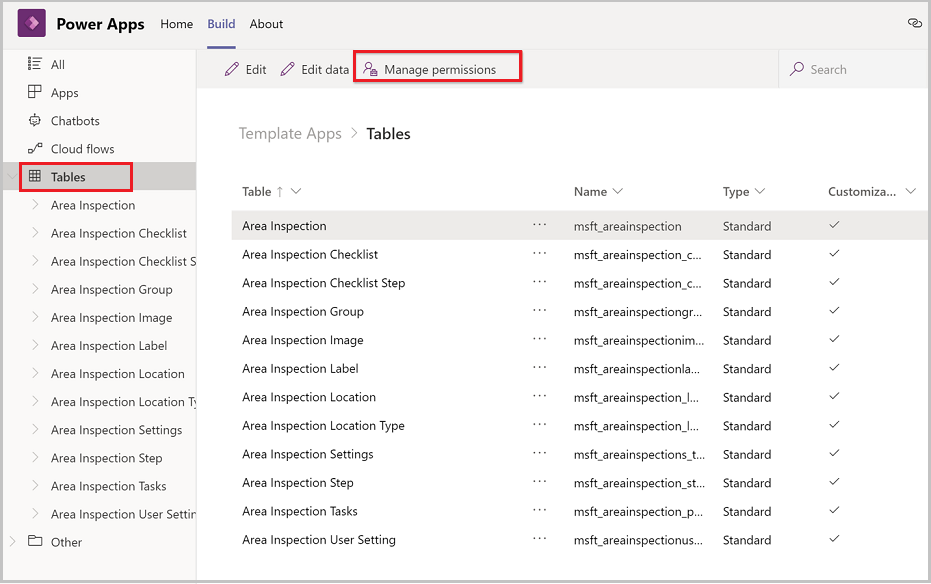 Power Apps Home Build About
All
Apps
Chatbots
Cloud flows
Tables
Area Inspection
Area Inspection Checklist
Area Inspection Checklist S
Area Inspection Group
Area Inspection Image
Area Inspection Label
Area Inspection Location
Area Inspection Location Ty
Area Inspection Settings
Area Inspection Step
Area Inspection Tasks
Area Inspection User Settin
Other
Edit Edit data Manage permissions Search
Template Apps > Tables
Table ↑ Name Type Customiza...
Area Inspection ... msft_areainspection Standard
Area Inspection Checklist ... msft_areainspection_c... Standard
Area Inspection Checklist Step ... msft_areainspection_c... Standard
Area Inspection Group ... msft_areainspectiongr... Standard
Area Inspection Image ... msft_areainspectionim... Standard
Area Inspection Label ... msft_areainspectionla... Standard
Area Inspection Location ... msft_areainspection_l... Standard
Area Inspection Location Type ... msft_areainspection_l... Standard
Area Inspection Settings ... msft_areainspections_t... Standard
Area Inspection Step ... msft_areainspection_st... Standard
Area Inspection Tasks ... msft_areainspection_p... Standard
Area Inspection User Setting ... msft_areainspectionus... Standard